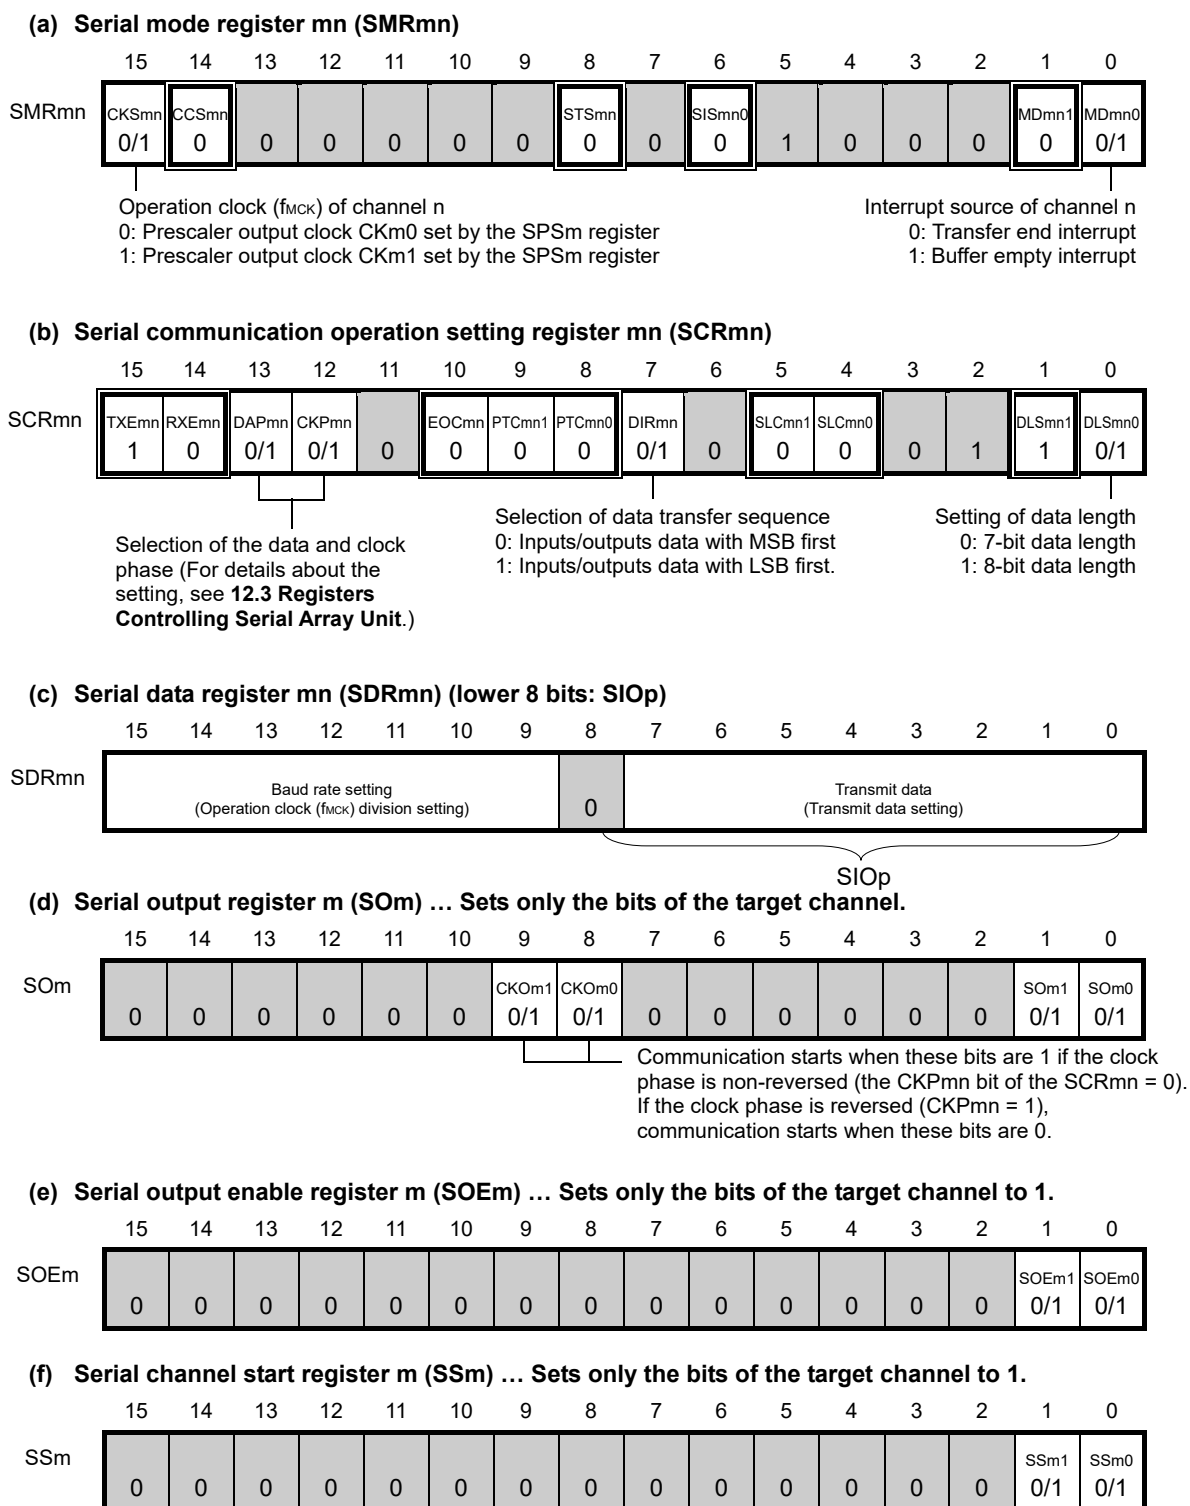 (a) Serial mode register mn (SMRmn)
15 14 13 12 11 10 9 8 7 6 5 4 3 2 1 0
SMRmn CKSmn CCSmn STSmn SISmn0 MDmn1 MDmn0
0/1 0 0 0 0 0 0 0 0 0 1 0 0 0 0 0/1
Operation clock (fMCK) of channel n
0: Prescaler output clock CKm0 set by the SPSm register
1: Prescaler output clock CKm1 set by the SPSm register
Interrupt source of channel n
0: Transfer end interrupt
1: Buffer empty interrupt
(b) Serial communication operation setting register mn (SCRmn)
15 14 13 12 11 10 9 8 7 6 5 4 3 2 1 0
SCRmn TXEmn RXEmn DAPmn CKPmn EOCmn PTCmn1 PTCmn0 DIRmn SLCmn1 SLCmn0 DLSmn1 DLSmn0
1 0 0/1 0/1 0 0 0 0 0/1 0 0 0 0 1 1 0/1
Selection of the data and clock
phase (For details about the
setting, see 12.3 Registers
Controlling Serial Array Unit.)
Selection of data transfer sequence
0: Inputs/outputs data with MSB first
1: Inputs/outputs data with LSB first.
Setting of data length
0: 7-bit data length
1: 8-bit data length
(c) Serial data register mn (SDRmn) (lower 8 bits: SIOp)
15 14 13 12 11 10 9 8 7 6 5 4 3 2 1 0
SDRmn
Baud rate setting
(Operation clock (fMCK) division setting)
0
Transmit data
(Transmit data setting)
SIOp
(d) Serial output register m (SOm) … Sets only the bits of the target channel.
15 14 13 12 11 10 9 8 7 6 5 4 3 2 1 0
SOm CKOm1 CKOm0 SOm1 SOm0
0 0 0 0 0 0 0/1 0/1 0 0 0 0 0 0 0/1 0/1
Communication starts when these bits are 1 if the clock
phase is non-reversed (the CKPmn bit of the SCRmn = 0).
If the clock phase is reversed (CKPmn = 1),
communication starts when these bits are 0.
(e) Serial output enable register m (SOEm) … Sets only the bits of the target channel to 1.
15 14 13 12 11 10 9 8 7 6 5 4 3 2 1 0
SOEm SOEm1 SOEm0
0 0 0 0 0 0 0 0 0 0 0 0 0 0 0/1 0/1
(f) Serial channel start register m (SSm) … Sets only the bits of the target channel to 1.
15 14 13 12 11 10 9 8 7 6 5 4 3 2 1 0
SSm SSm1 SSm0
0 0 0 0 0 0 0 0 0 0 0 0 0 0 0/1 0/1